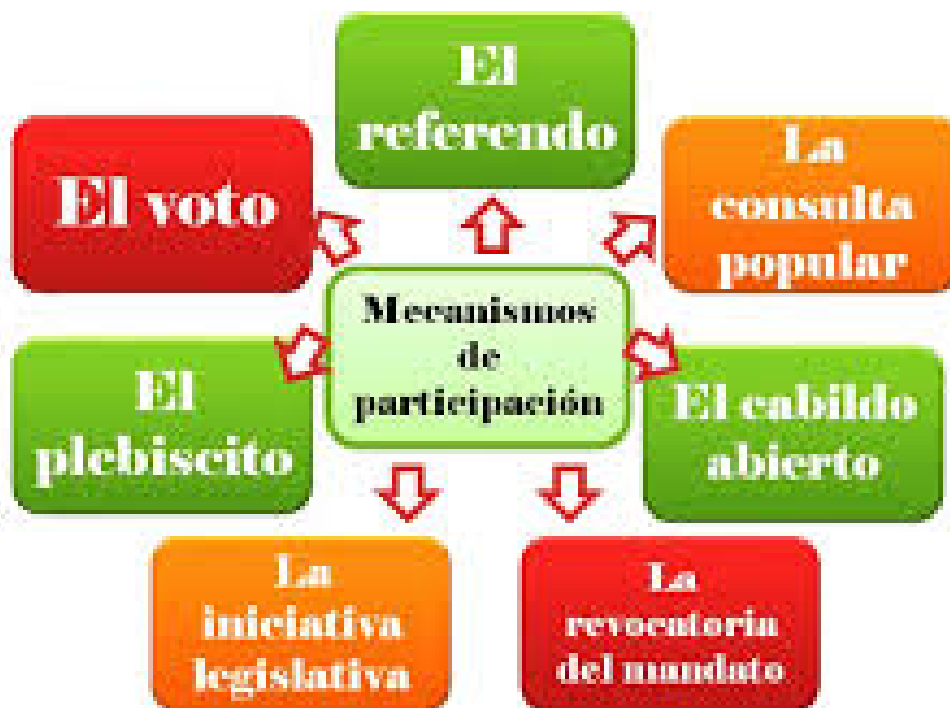 El
referendo
El voto
La
consulta
popular
Mecanismos
de
participación
El
plebiscito
El cabildo
abierto
La
iniciativa
legislativa
La
revocatoria
del mandato